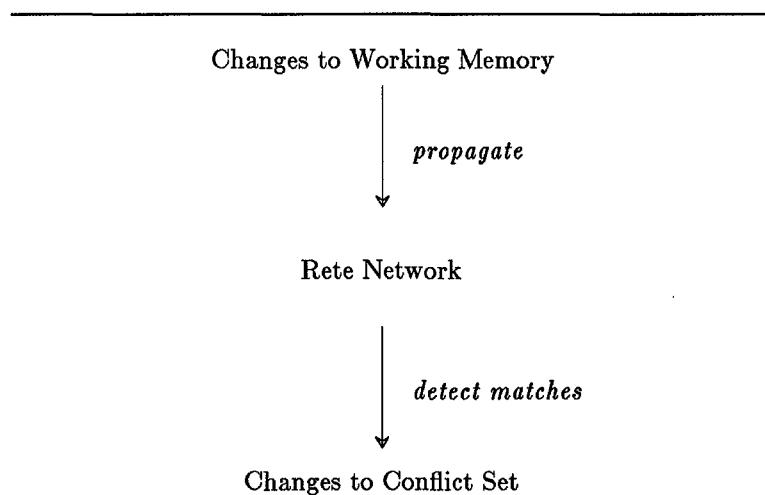 Changes to Working Memory
propagate
Rete Network
detect matches
Changes to Conflict Set